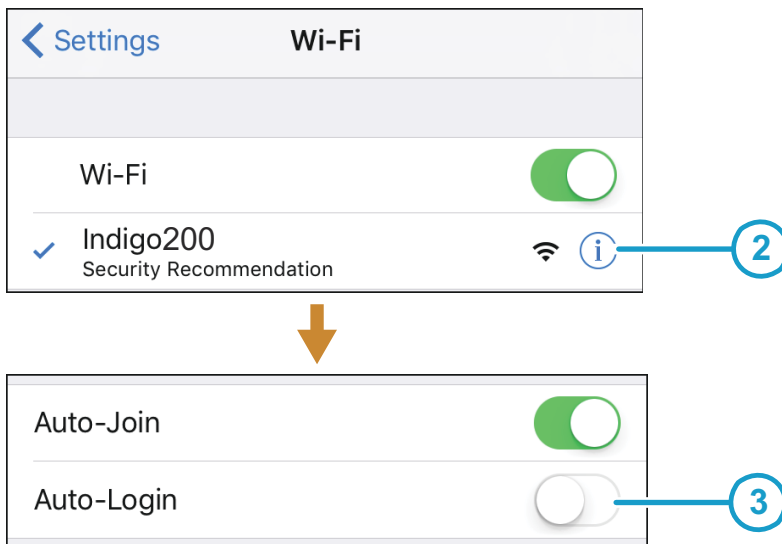 Settings Wi-Fi
Wi-Fi
Indigo200
Security Recommendation
i
2
Auto-Join
Auto-Login
3